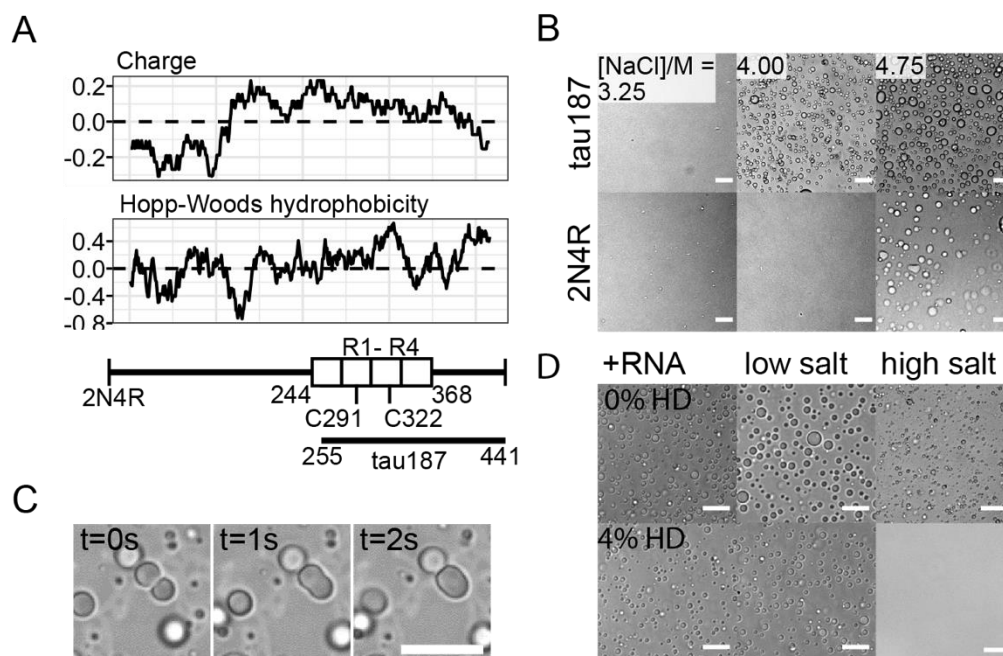 A
Charge
0.2
0.0
-0.2
Hopp-Woods hydrophobicity
0.4
0.0
-0.4
-0.8
R1- R4
2N4R
244
368
C291
C322
255
tau187
441
B
[NaCl]/M =
3.25
4.00
4.75
tau187
2N4R
C
t=0s
t=1s
t=2s
D
+RNA
low salt
high salt
0% HD
4% HD